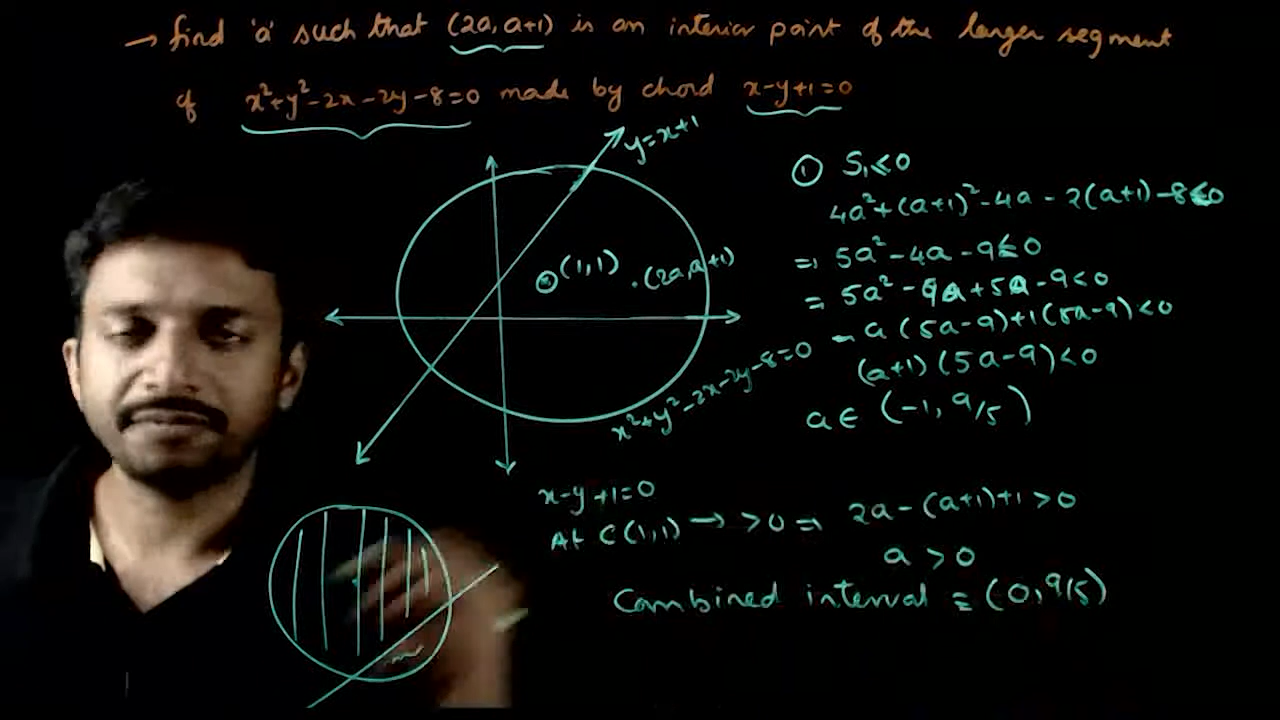 → find 'a' such that (2a, a+1) is an interior point of the larger segment
of x²+y²-2x-2y-8=0 made by chord x-y+1=0
y=x+1
(1,1) .(2a, a+1)
x²+y²-2x-2y-8=0
① S₁<0
4a²+(a+1)²-4a-2(a+1)-8<0
⇒ 5a²-4a-9<0
= 5a²-9a+5a-9<0
= a(5a-9)+1(5a-9)<0
(a+1)(5a-9)<0
a∈(-1, 9/5)
x-y+1=0
At C(1,1) → >0 ⇒ 2a-(a+1)+1>0
a>0
Combined interval = (0, 9/5)